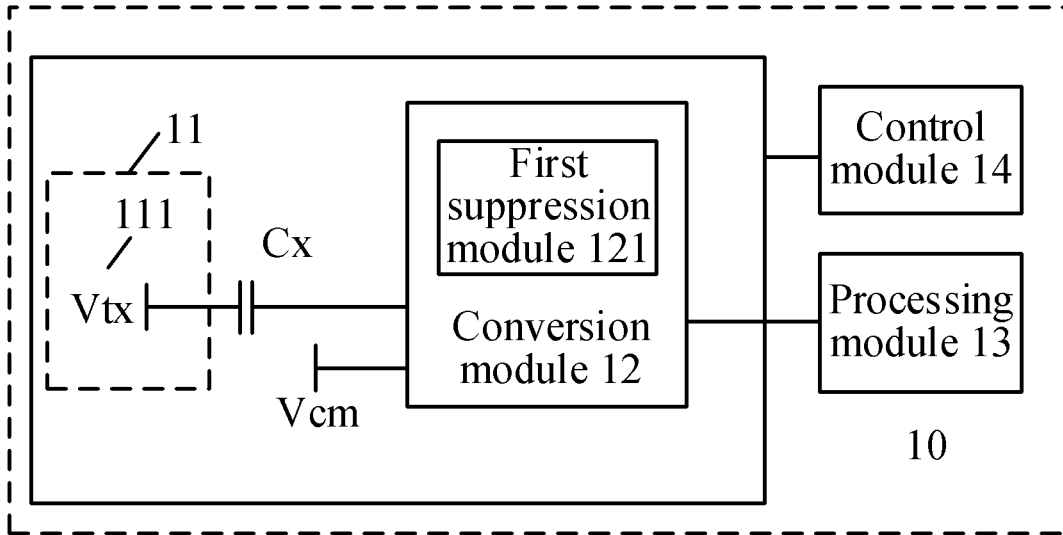 11
111
Vtx
Cx
Vcm
First
suppression
module 121
Conversion
module 12
Control
module 14
Processing
module 13
10